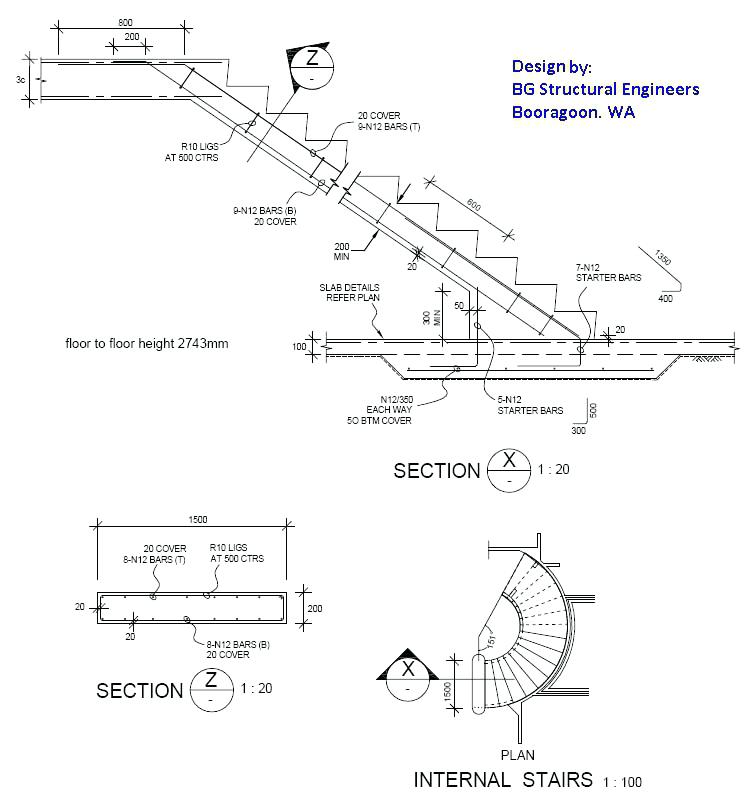 800
200
Z
-
Design by:
BG Structural Engineers
Booragoon. WA
3c
20 COVER
9-N12 BARS (T)
R10 LIGS
AT 500 CTRS
9-N12 BARS (B)
20 COVER
600
200
MIN
20
1350
400
7-N12
STARTER BARS
SLAB DETAILS
REFER PLAN
50
300
MIN
20
floor to floor height 2743mm
100
N12/350
EACH WAY
5O BTM COVER
5-N12
STARTER BARS
500
300
SECTION X 1 : 20
-
1500
20 COVER
8-N12 BARS (T)
R10 LIGS
AT 500 CTRS
20
20
200
8-N12 BARS (B)
20 COVER
SECTION Z 1 : 20
-
151
X
-
1500
PLAN
INTERNAL STAIRS 1 : 100